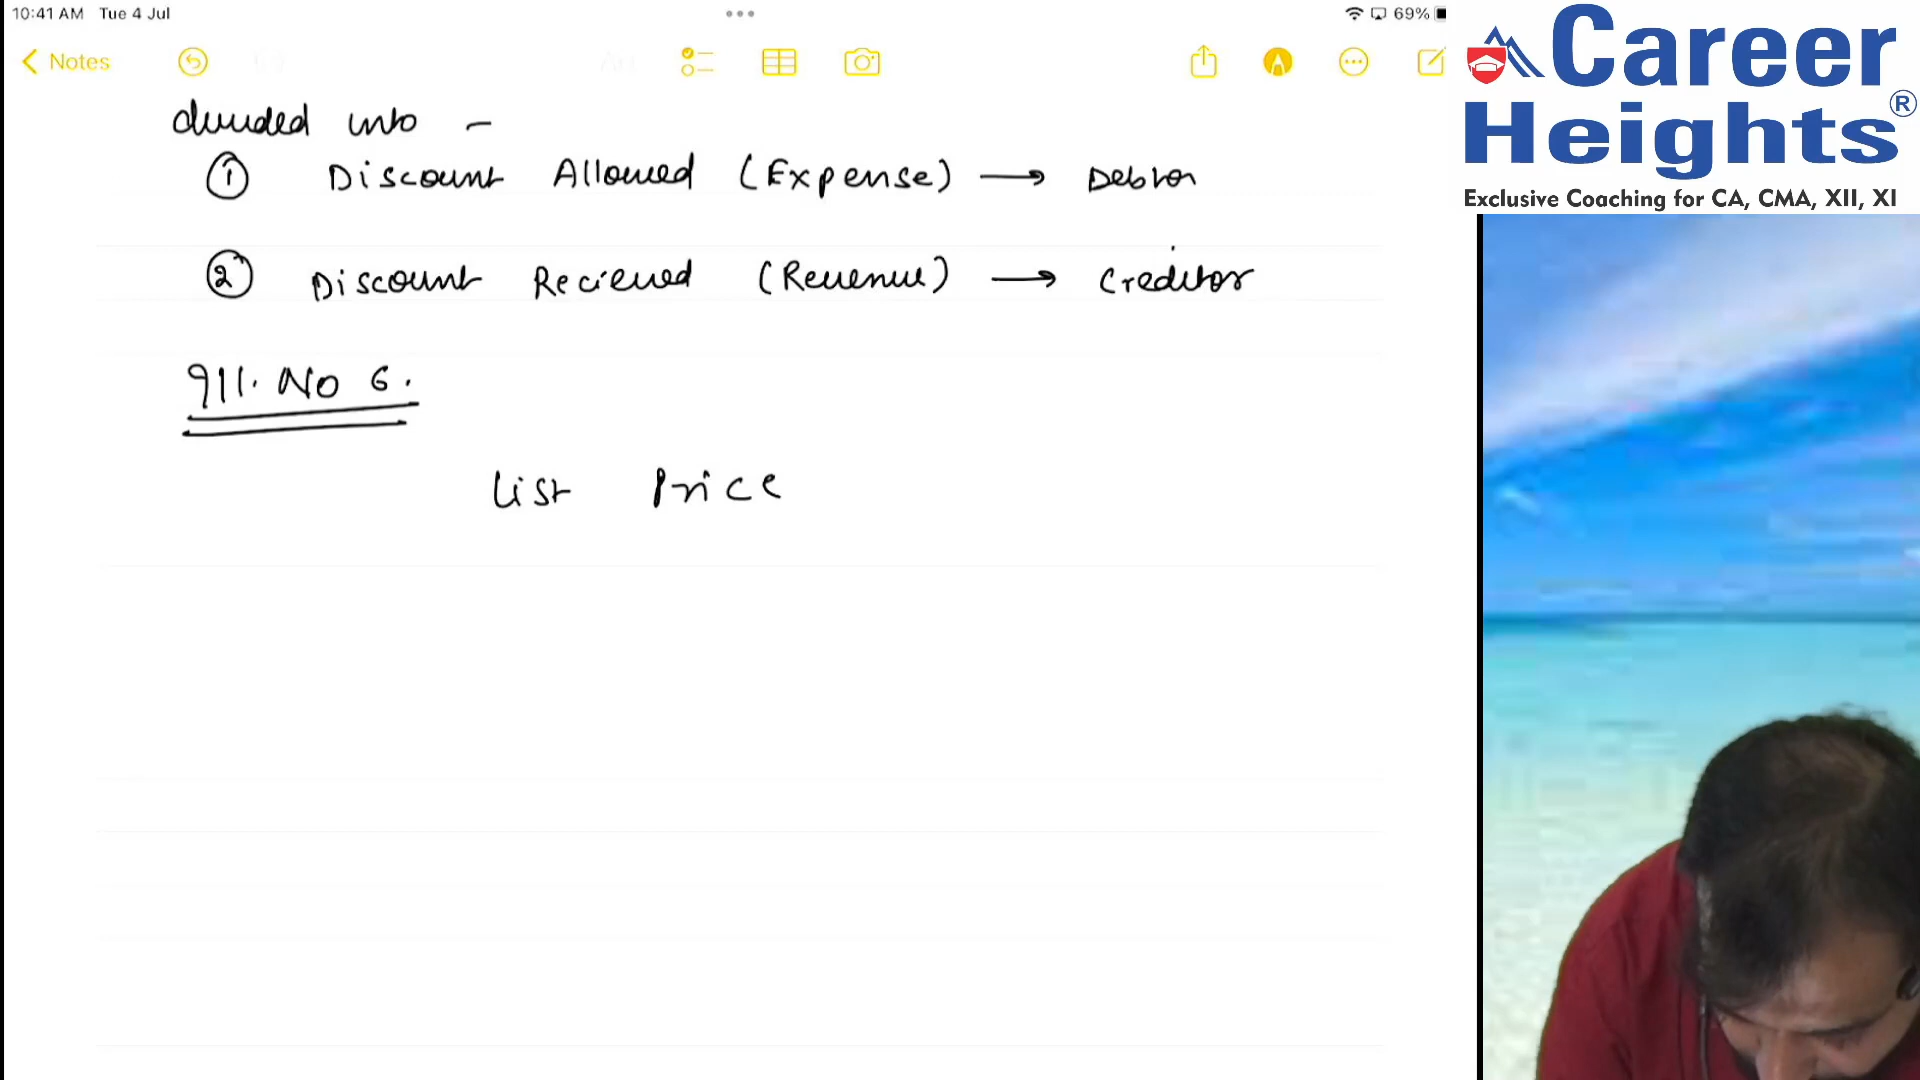 10:41 AM Tue 4 Jul
69%
Notes
Career
Heights®
Exclusive Coaching for CA, CMA, XII, XI
divided into -
① Discount Allowed (Expense) → Debtor
② Discount Recieved (Revenue) → Creditor
Ill. No 6.
List Price